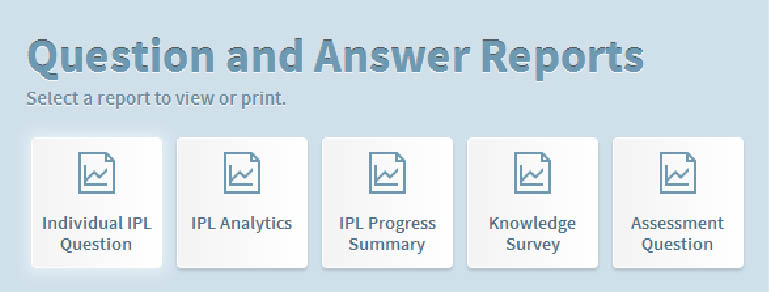 Question and Answer Reports
Select a report to view or print.
Individual IPL
Question
IPL Analytics
IPL Progress
Summary
Knowledge
Survey
Assessment
Question